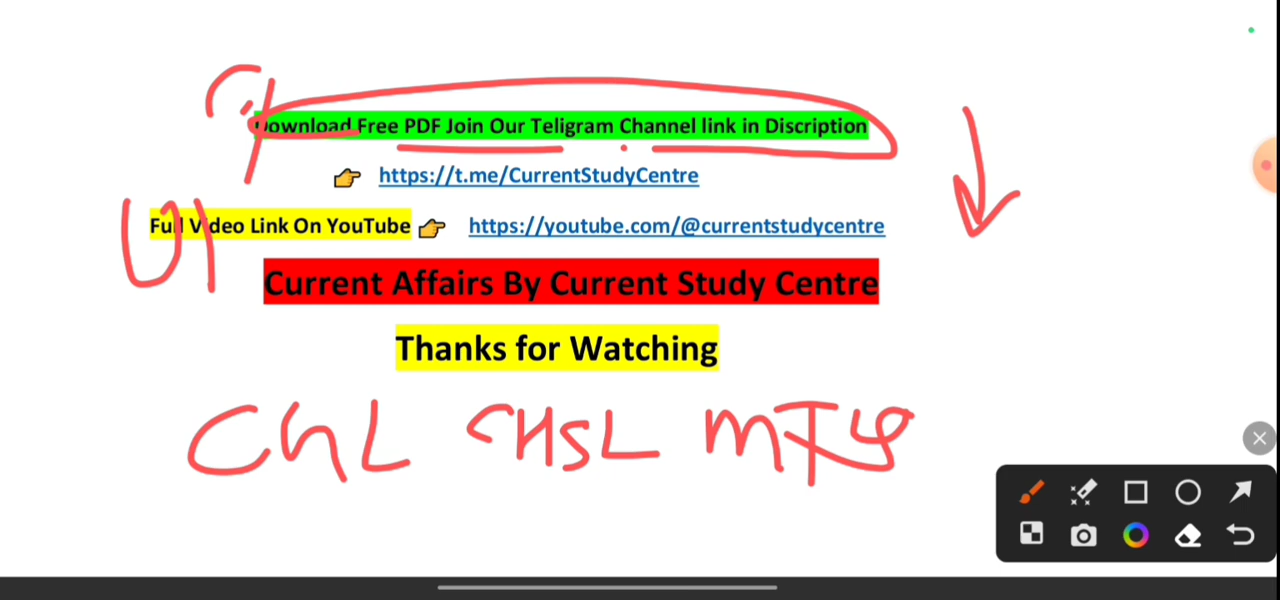 Download Free PDF Join Our Teligram Channel link in Discription
👉 https://t.me/CurrentStudyCentre
Full Video Link On YouTube 👉 https://youtube.com/@currentstudycentre
Current Affairs By Current Study Centre
Thanks for Watching
CGL CHSL MTS